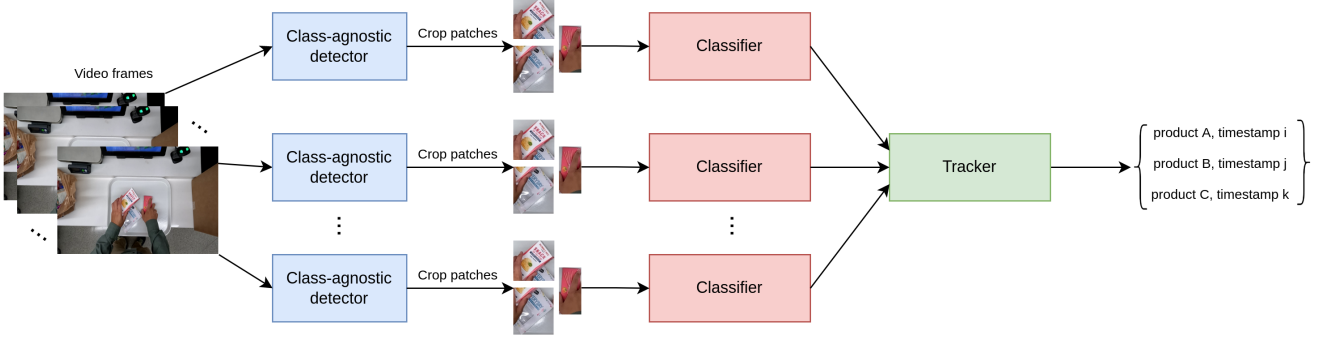 Video frames
Class-agnostic
detector
Crop patches
Classifier
Class-agnostic
detector
Crop patches
Classifier
Tracker
product A, timestamp i
product B, timestamp j
product C, timestamp k
Class-agnostic
detector
Crop patches
Classifier